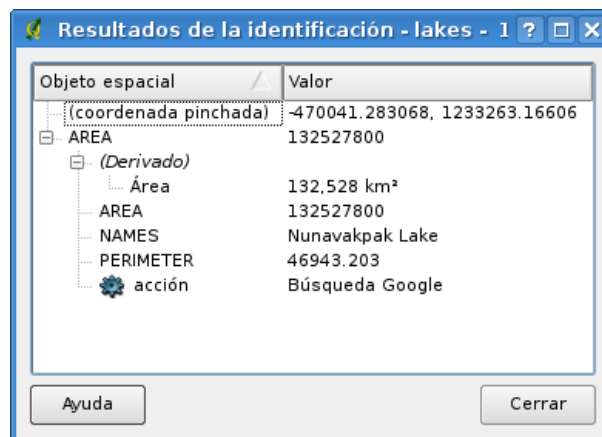 Resultados de la identificación - lakes - 1
Objeto espacial Valor
(coordenada pinchada) -470041.283068, 1233263.16606
AREA 132527800
(Derivado)
Área 132,528 km²
AREA 132527800
NAMES Nunavakpak Lake
PERIMETER 46943.203
acción Búsqueda Google
Ayuda Cerrar